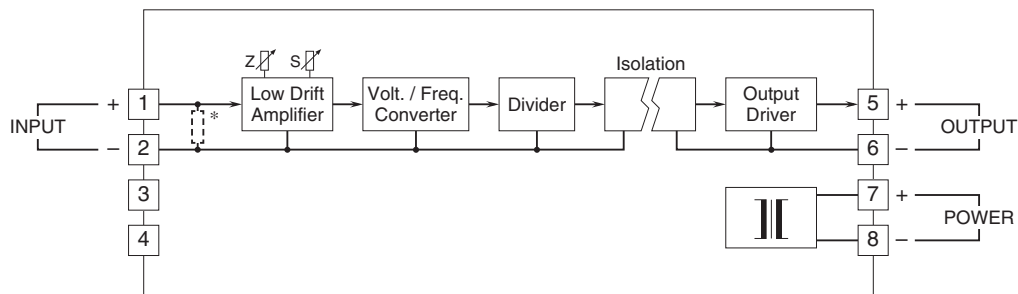 Isolation
Z S
Low Drift
Amplifier
Volt. / Freq.
Converter
Divider
Output
Driver
INPUT
+ 1
*
− 2
3
4
5 +
6 −
OUTPUT
7 +
8 −
POWER